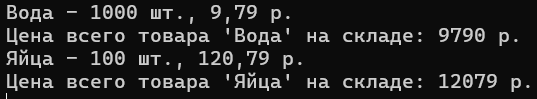 Вода - 1000 шт., 9,79 р.
Цена всего товара 'Вода' на складе: 9790 р.
Яйца - 100 шт., 120,79 р.
Цена всего товара 'Яйца' на складе: 12079 р.